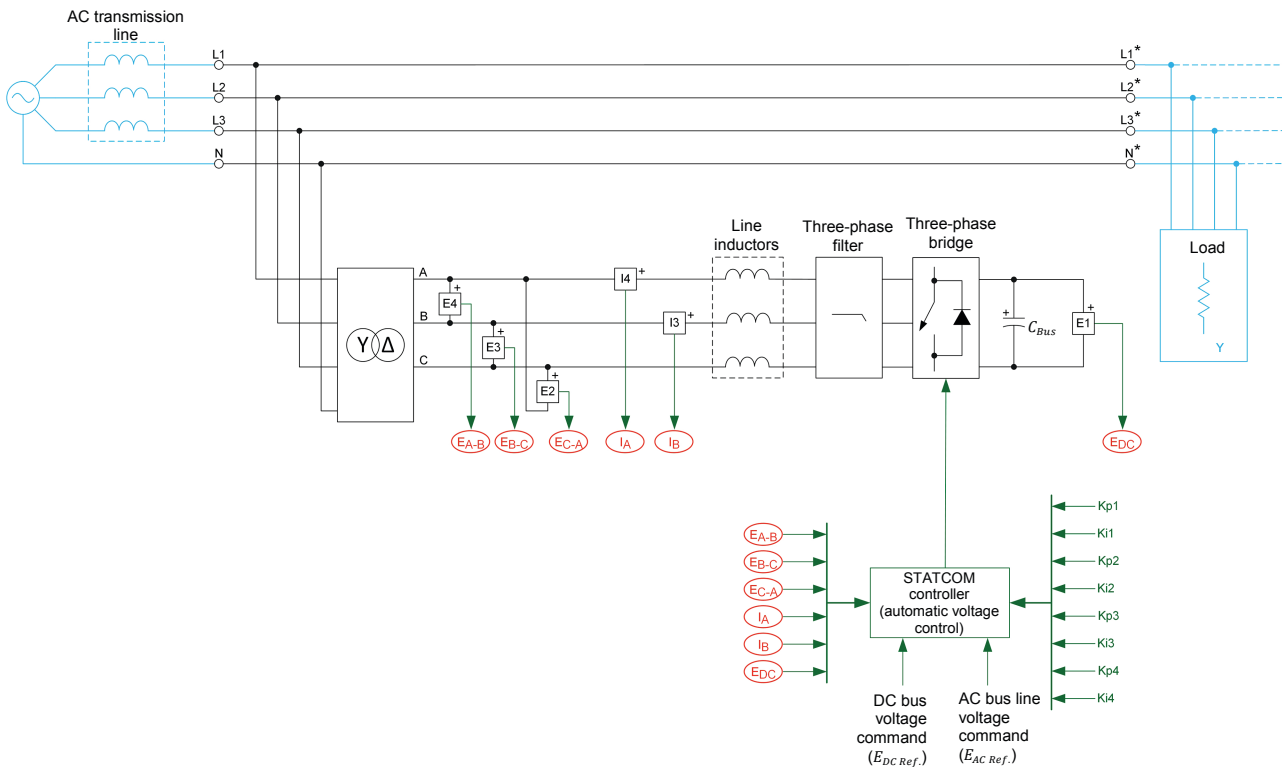 AC transmission
line
L1
L2
L3
N
L1*
L2*
L3*
N*
Load
Y
Line
inductors
Three-phase
filter
Three-phase
bridge
A
B
C
Y Δ
+
E4
+
E3
+
E2
I4 +
I3 +
+
C_Bus
+
E1
E_A-B
E_B-C
E_C-A
I_A
I_B
E_DC
E_A-B
E_B-C
E_C-A
I_A
I_B
E_DC
STATCOM
controller
(automatic voltage
control)
Kp1
Ki1
Kp2
Ki2
Kp3
Ki3
Kp4
Ki4
DC bus
voltage
command
(E_DC Ref.)
AC bus line
voltage
command
(E_AC Ref.)